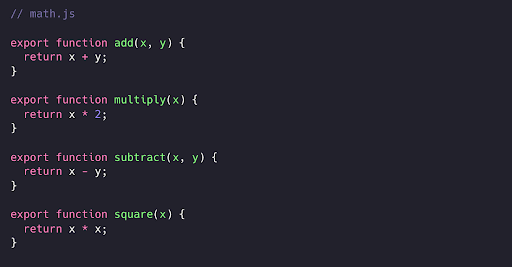 // math.js
export function add(x, y) {
  return x + y;
}
export function multiply(x) {
  return x * 2;
}
export function subtract(x, y) {
  return x - y;
}
export function square(x) {
  return x * x;
}